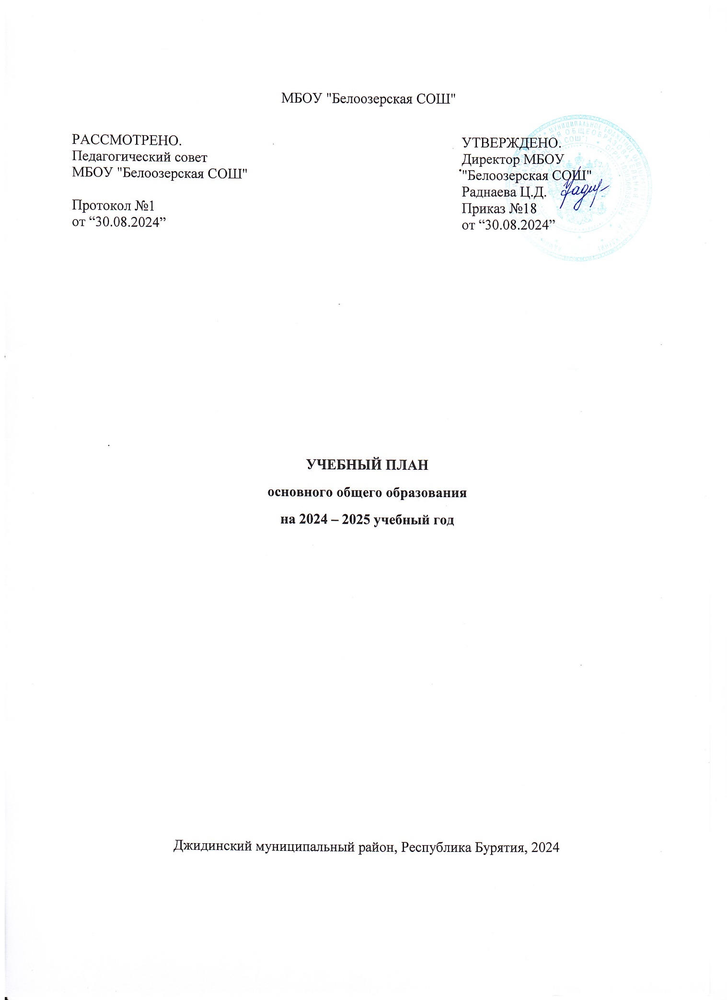 МБОУ "Белоозерская СОШ"
РАССМОТРЕНО.
Педагогический совет
МБОУ "Белоозерская СОШ"
Протокол №1
от “30.08.2024”
УТВЕРЖДЕНО.
Директор МБОУ
"Белоозерская СОШ"
Раднаева Ц.Д.
Приказ №18
от “30.08.2024”
МУНИЦИПАЛЬНОЕ БЮДЖЕТНОЕ
УЧЕБНЫЙ ПЛАН
основного общего образования
на 2024 – 2025 учебный год
Джидинский муниципальный район, Республика Бурятия, 2024